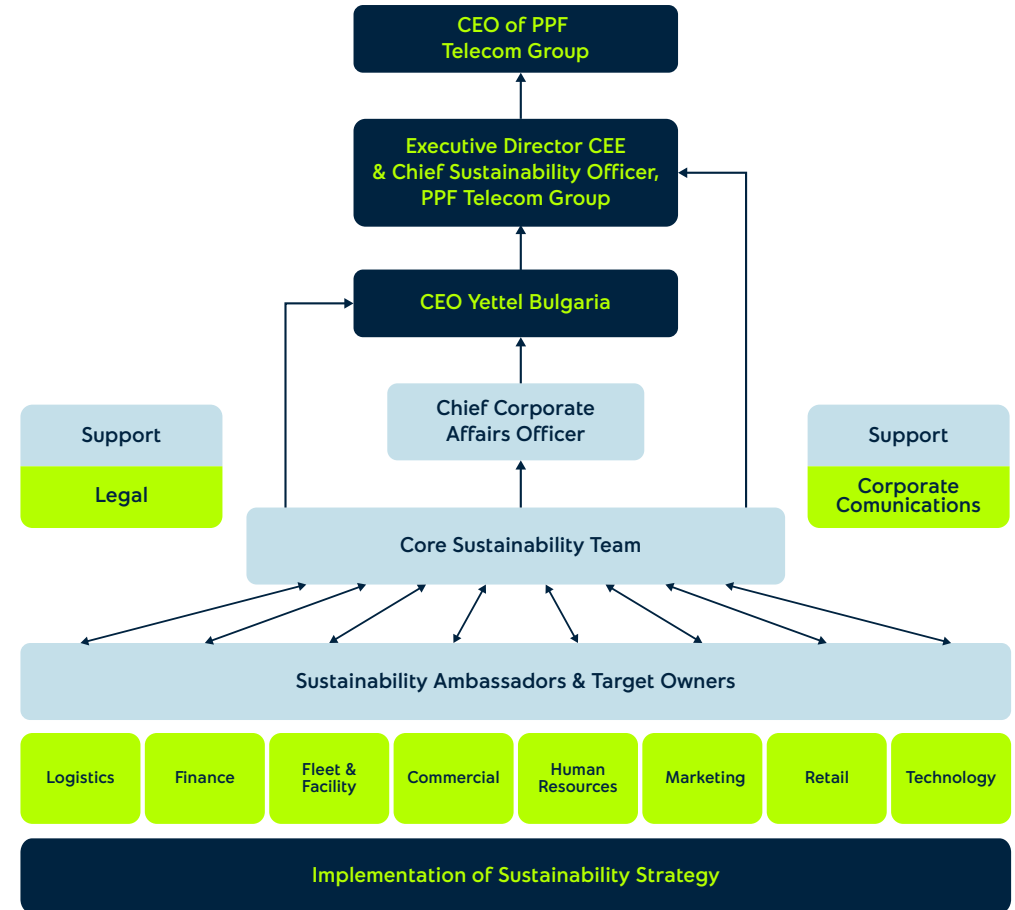 CEO of PPF
Telecom Group
Executive Director CEE
& Chief Sustainability Officer,
PPF Telecom Group
CEO Yettel Bulgaria
Chief Corporate
Affairs Officer
Support
Legal
Support
Corporate
Comunications
Core Sustainability Team
Sustainability Ambassadors & Target Owners
Logistics
Finance
Fleet &
Facility
Commercial
Human
Resources
Marketing
Retail
Technology
Implementation of Sustainability Strategy